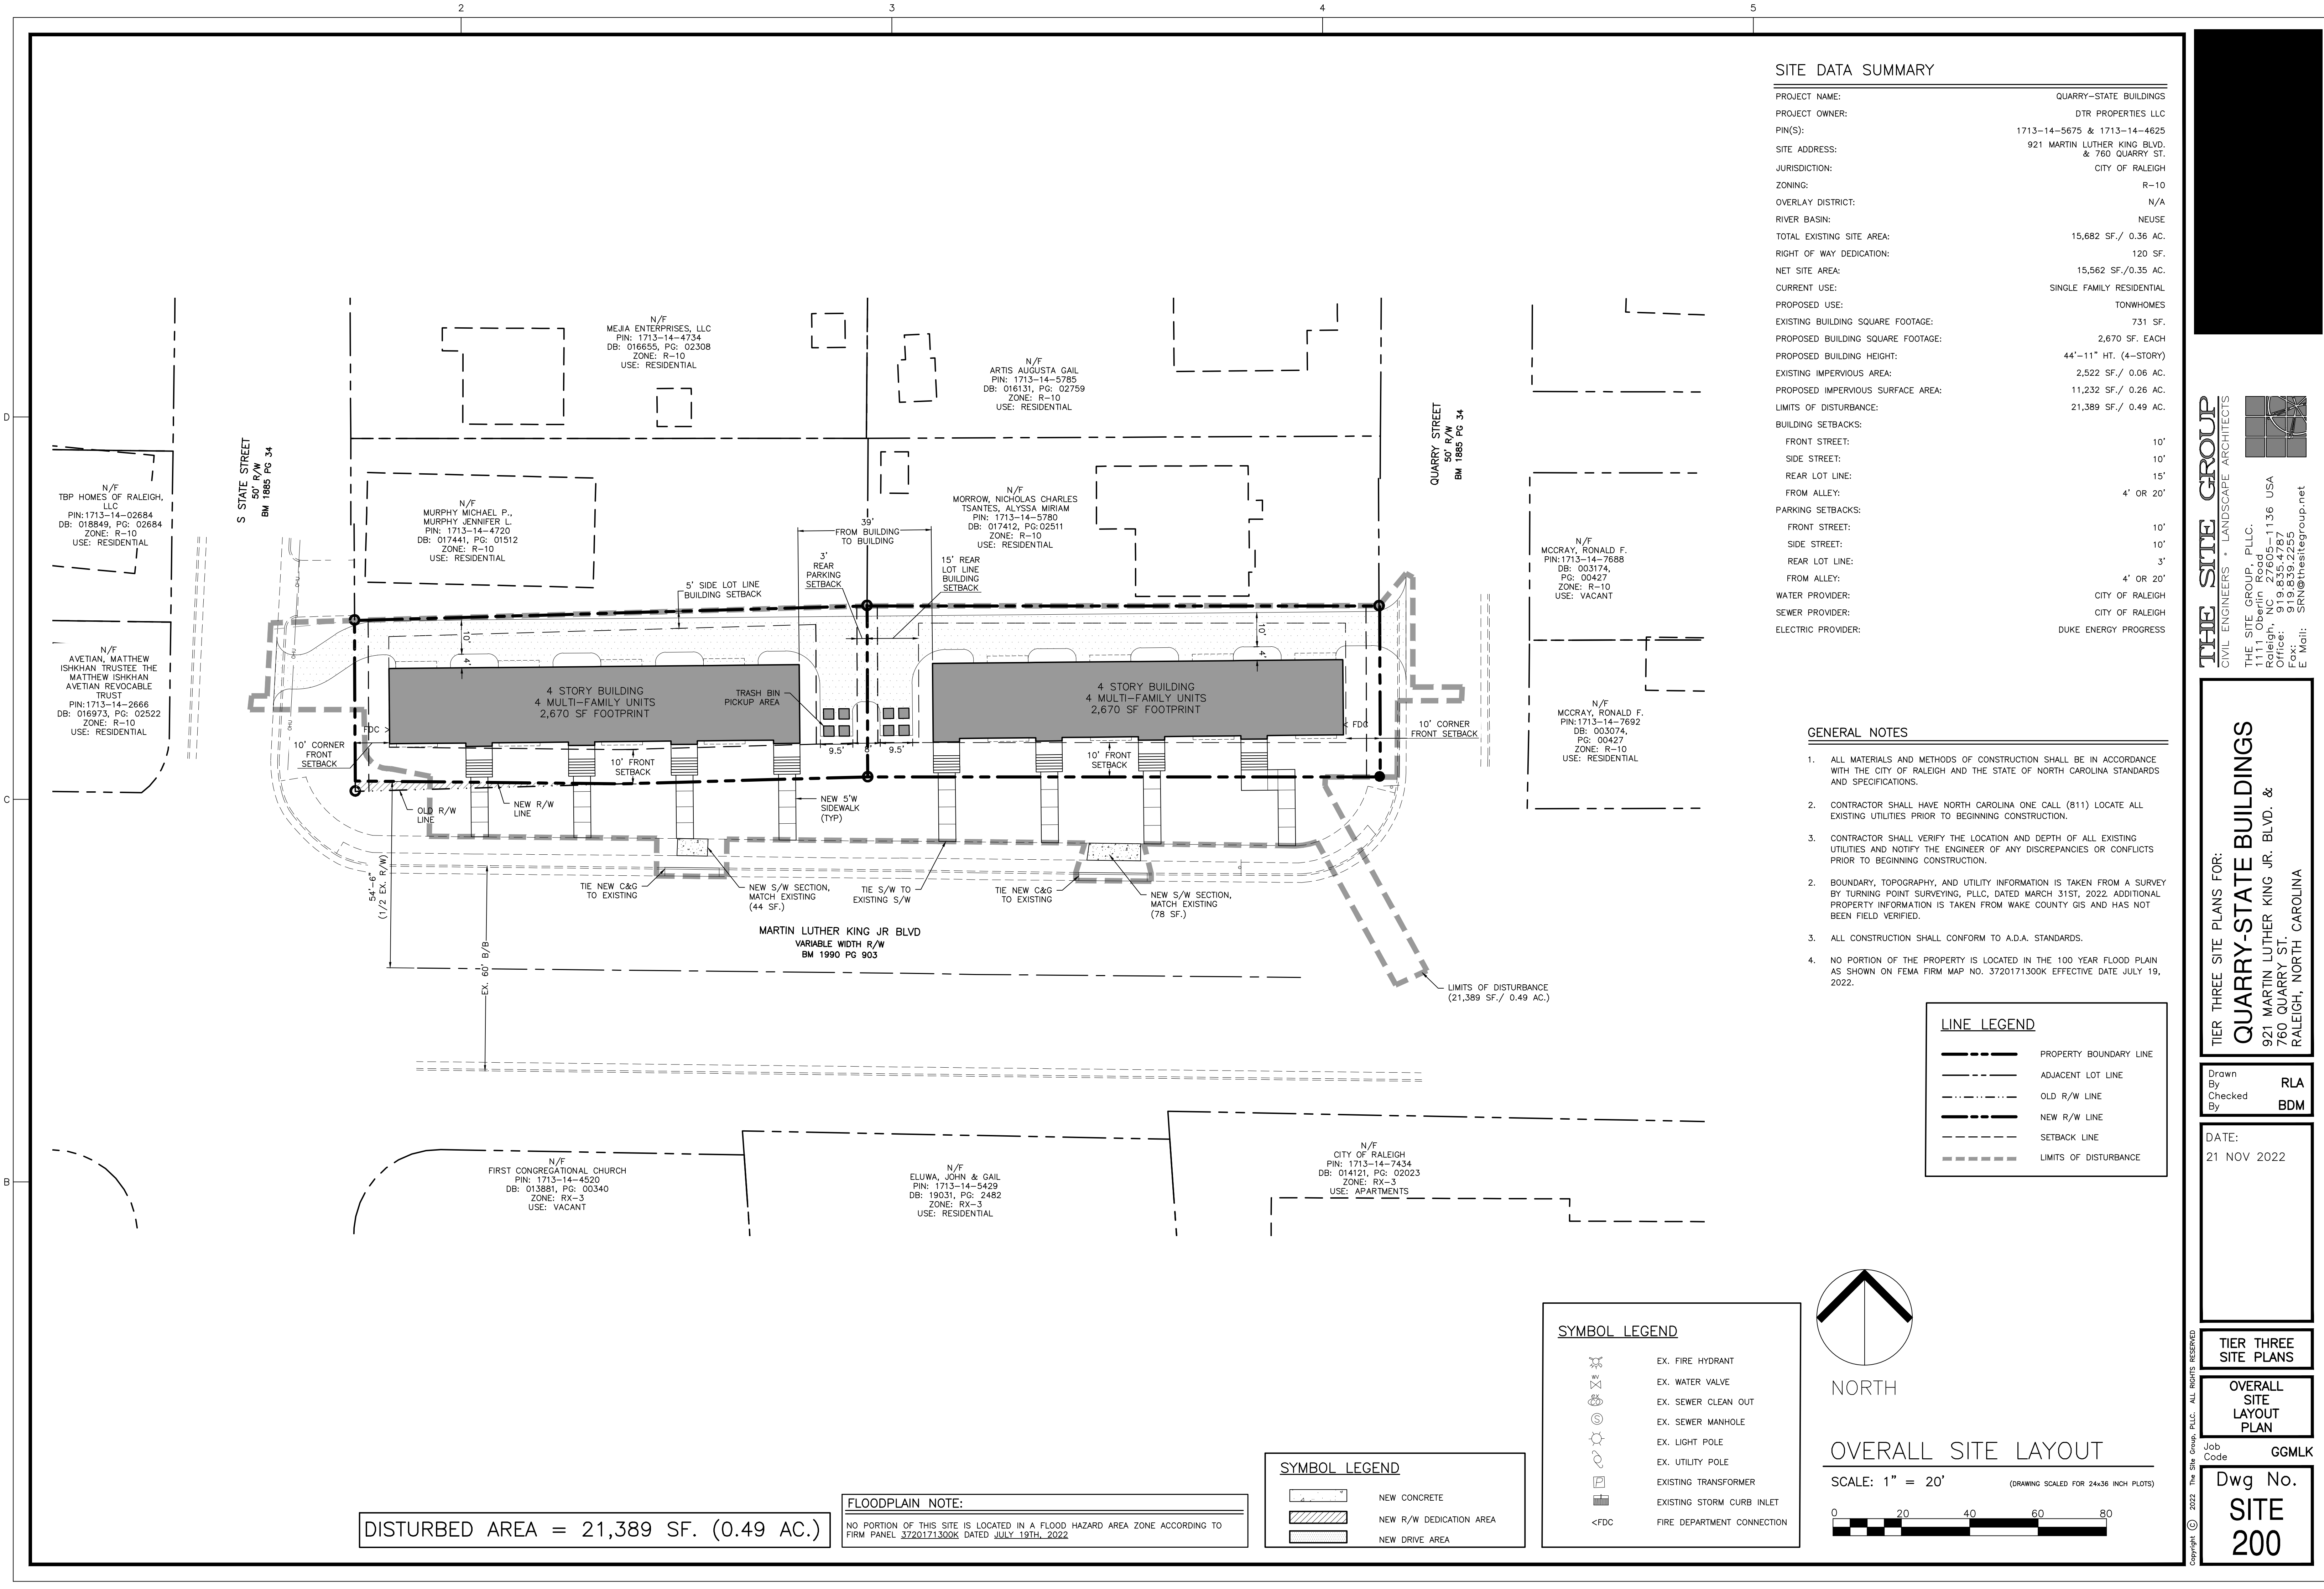 2
3
4
5
D
C
B
SITE DATA SUMMARY
PROJECT NAME: QUARRY-STATE BUILDINGS
PROJECT OWNER: DTR PROPERTIES LLC
PIN(S): 1713-14-5675 & 1713-14-4625
SITE ADDRESS: 921 MARTIN LUTHER KING BLVD.
& 760 QUARRY ST.
JURISDICTION: CITY OF RALEIGH
ZONING: R-10
OVERLAY DISTRICT: N/A
RIVER BASIN: NEUSE
TOTAL EXISTING SITE AREA: 15,682 SF./ 0.36 AC.
RIGHT OF WAY DEDICATION: 120 SF.
NET SITE AREA: 15,562 SF./0.35 AC.
CURRENT USE: SINGLE FAMILY RESIDENTIAL
PROPOSED USE: TONWHOMES
EXISTING BUILDING SQUARE FOOTAGE: 731 SF.
PROPOSED BUILDING SQUARE FOOTAGE: 2,670 SF. EACH
PROPOSED BUILDING HEIGHT: 44'-11" HT. (4-STORY)
EXISTING IMPERVIOUS AREA: 2,522 SF./ 0.06 AC.
PROPOSED IMPERVIOUS SURFACE AREA: 11,232 SF./ 0.26 AC.
LIMITS OF DISTURBANCE: 21,389 SF./ 0.49 AC.
BUILDING SETBACKS:
FRONT STREET: 10'
SIDE STREET: 10'
REAR LOT LINE: 15'
FROM ALLEY: 4' OR 20'
PARKING SETBACKS:
FRONT STREET: 10'
SIDE STREET: 10'
REAR LOT LINE: 3'
FROM ALLEY: 4' OR 20'
WATER PROVIDER: CITY OF RALEIGH
SEWER PROVIDER: CITY OF RALEIGH
ELECTRIC PROVIDER: DUKE ENERGY PROGRESS
GENERAL NOTES
1. ALL MATERIALS AND METHODS OF CONSTRUCTION SHALL BE IN ACCORDANCE
WITH THE CITY OF RALEIGH AND THE STATE OF NORTH CAROLINA STANDARDS
AND SPECIFICATIONS.
2. CONTRACTOR SHALL HAVE NORTH CAROLINA ONE CALL (811) LOCATE ALL
EXISTING UTILITIES PRIOR TO BEGINNING CONSTRUCTION.
3. CONTRACTOR SHALL VERIFY THE LOCATION AND DEPTH OF ALL EXISTING
UTILITIES AND NOTIFY THE ENGINEER OF ANY DISCREPANCIES OR CONFLICTS
PRIOR TO BEGINNING CONSTRUCTION.
2. BOUNDARY, TOPOGRAPHY, AND UTILITY INFORMATION IS TAKEN FROM A SURVEY
BY TURNING POINT SURVEYING, PLLC, DATED MARCH 31ST, 2022. ADDITIONAL
PROPERTY INFORMATION IS TAKEN FROM WAKE COUNTY GIS AND HAS NOT
BEEN FIELD VERIFIED.
3. ALL CONSTRUCTION SHALL CONFORM TO A.D.A. STANDARDS.
4. NO PORTION OF THE PROPERTY IS LOCATED IN THE 100 YEAR FLOOD PLAIN
AS SHOWN ON FEMA FIRM MAP NO. 3720171300K EFFECTIVE DATE JULY 19,
2022.
LINE LEGEND
PROPERTY BOUNDARY LINE
ADJACENT LOT LINE
OLD R/W LINE
NEW R/W LINE
SETBACK LINE
LIMITS OF DISTURBANCE
N/F
MEJIA ENTERPRISES, LLC
PIN: 1713-14-4734
DB: 016655, PG: 02308
ZONE: R-10
USE: RESIDENTIAL
N/F
ARTIS AUGUSTA GAIL
PIN: 1713-14-5785
DB: 016131, PG: 02759
ZONE: R-10
USE: RESIDENTIAL
S STATE STREET
50' R/W
BM 1885 PG 34
QUARRY STREET
50' R/W
BM 1885 PG 34
N/F
TBP HOMES OF RALEIGH,
LLC
PIN:1713-14-02684
DB: 018849, PG: 02684
ZONE: R-10
USE: RESIDENTIAL
N/F
MURPHY MICHAEL P.,
MURPHY JENNIFER L.
PIN: 1713-14-4720
DB: 017441, PG: 01512
ZONE: R-10
USE: RESIDENTIAL
N/F
MORROW, NICHOLAS CHARLES
TSANTES, ALYSSA MIRIAM
PIN: 1713-14-5780
DB: 017412, PG:02511
ZONE: R-10
USE: RESIDENTIAL
N/F
MCCRAY, RONALD F.
PIN:1713-14-7688
DB: 003174,
PG: 00427
ZONE: R-10
USE: VACANT
N/F
AVETIAN, MATTHEW
ISHKHAN TRUSTEE THE
MATTHEW ISHKHAN
AVETIAN REVOCABLE
TRUST
PIN:1713-14-2666
DB: 016973, PG: 02522
ZONE: R-10
USE: RESIDENTIAL
N/F
MCCRAY, RONALD F.
PIN:1713-14-7692
DB: 003074,
PG: 00427
ZONE: R-10
USE: RESIDENTIAL
39'
FROM BUILDING
TO BUILDING
3'
REAR
PARKING
SETBACK
15' REAR
LOT LINE
BUILDING
SETBACK
5' SIDE LOT LINE
BUILDING SETBACK
OHU
OHU
OHU
10'
4'
10'
4'
4 STORY BUILDING
4 MULTI-FAMILY UNITS
2,670 SF FOOTPRINT
TRASH BIN
PICKUP AREA
4 STORY BUILDING
4 MULTI-FAMILY UNITS
2,670 SF FOOTPRINT
FDC >
< FDC
10' CORNER
FRONT
SETBACK
10' CORNER
FRONT SETBACK
9.5'
6'
9.5'
10' FRONT
SETBACK
10' FRONT
SETBACK
OLD R/W
LINE
NEW R/W
LINE
NEW 5'W
SIDEWALK
(TYP)
54'-6"
(1/2 EX. R/W)
EX. 60' B/B
TIE NEW C&G
TO EXISTING
NEW S/W SECTION,
MATCH EXISTING
(44 SF.)
TIE S/W TO
EXISTING S/W
TIE NEW C&G
TO EXISTING
NEW S/W SECTION,
MATCH EXISTING
(78 SF.)
MARTIN LUTHER KING JR BLVD
VARIABLE WIDTH R/W
BM 1990 PG 903
LIMITS OF DISTURBANCE
(21,389 SF./ 0.49 AC.)
N/F
FIRST CONGREGATIONAL CHURCH
PIN: 1713-14-4520
DB: 013881, PG: 00340
ZONE: RX-3
USE: VACANT
N/F
ELUWA, JOHN & GAIL
PIN: 1713-14-5429
DB: 19031, PG: 2482
ZONE: RX-3
USE: RESIDENTIAL
N/F
CITY OF RALEIGH
PIN: 1713-14-7434
DB: 014121, PG: 02023
ZONE: RX-3
USE: APARTMENTS
DISTURBED AREA = 21,389 SF. (0.49 AC.)
FLOODPLAIN NOTE:
NO PORTION OF THIS SITE IS LOCATED IN A FLOOD HAZARD AREA ZONE ACCORDING TO
FIRM PANEL 3720171300K DATED JULY 19TH, 2022
SYMBOL LEGEND
NEW CONCRETE
NEW R/W DEDICATION AREA
NEW DRIVE AREA
SYMBOL LEGEND
EX. FIRE HYDRANT
WV EX. WATER VALVE
EX. SEWER CLEAN OUT
S EX. SEWER MANHOLE
EX. LIGHT POLE
EX. UTILITY POLE
P EXISTING TRANSFORMER
EXISTING STORM CURB INLET
<FDC FIRE DEPARTMENT CONNECTION
NORTH
OVERALL SITE LAYOUT
SCALE: 1" = 20' (DRAWING SCALED FOR 24x36 INCH PLOTS)
0 20 40 60 80
THE SITE GROUP
CIVIL ENGINEERS * LANDSCAPE ARCHITECTS
THE SITE GROUP, PLLC.
1111 Oberlin Road
Raleigh, NC 27605-1136 USA
Office: 919.835.4787
Fax: 919.839.2255
E Mail: SRN@thesitegroup.net
TIER THREE SITE PLANS FOR:
QUARRY-STATE BUILDINGS
921 MARTIN LUTHER KING JR. BLVD. &
760 QUARRY ST.
RALEIGH, NORTH CAROLINA
Drawn
By RLA
Checked
By BDM
DATE:
21 NOV 2022
TIER THREE
SITE PLANS
OVERALL
SITE
LAYOUT
PLAN
Job
Code GGMLK
Dwg No.
SITE
200
Copyright © 2022 The Site Group, PLLC. ALL RIGHTS RESERVED